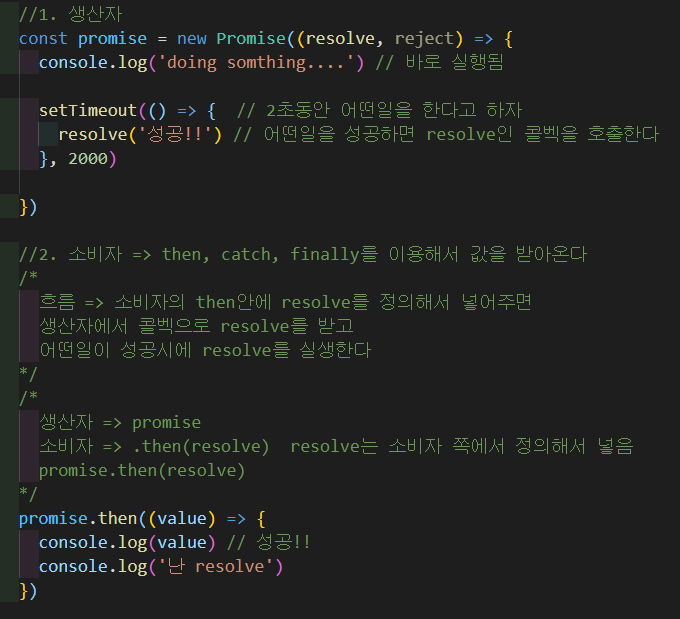 //1. 생산자
const promise = new Promise((resolve, reject) => {
console.log('doing somthing....') // 바로 실행됨
setTimeout(() => { // 2초동안 어떤일을 한다고 하자
resolve('성공!!') // 어떤일을 성공하면 resolve인 콜벡을 호출한다
}, 2000)
})
//2. 소비자 => then, catch, finally를 이용해서 값을 받아온다
/*
흐름 => 소비자의 then안에 resolve를 정의해서 넣어주면
생산자에서 콜벡으로 resolve를 받고
어떤일이 성공시에 resolve를 실생한다
*/
/*
생산자 => promise
소비자 => .then(resolve) resolve는 소비자 쪽에서 정의해서 넣음
promise.then(resolve)
*/
promise.then((value) => {
console.log(value) // 성공!!
console.log('난 resolve')
})